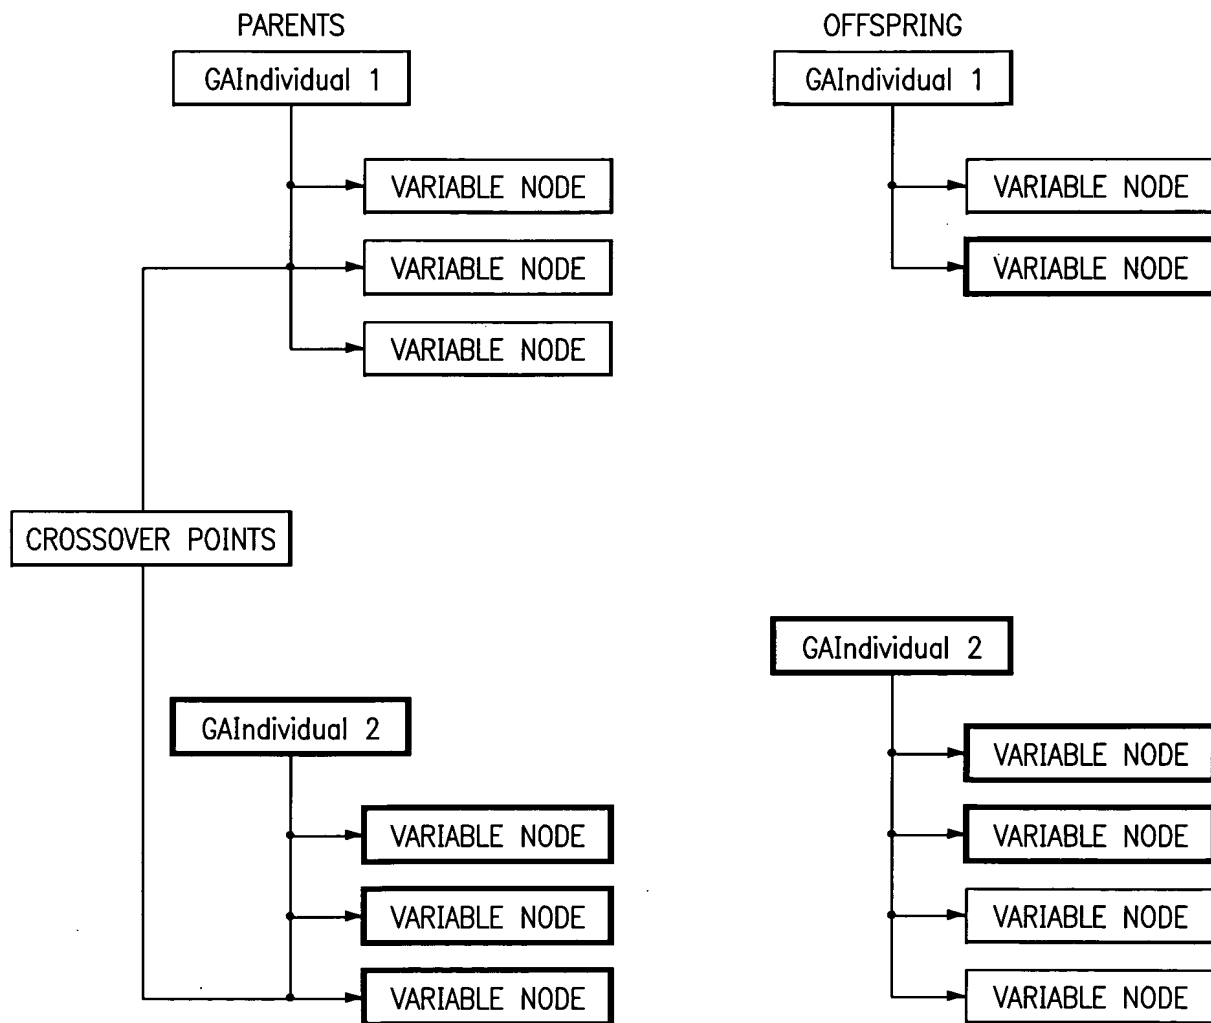 PARENTS
GAIndividual 1
VARIABLE NODE
VARIABLE NODE
VARIABLE NODE
CROSSOVER POINTS
GAIndividual 2
VARIABLE NODE
VARIABLE NODE
VARIABLE NODE
OFFSPRING
GAIndividual 1
VARIABLE NODE
VARIABLE NODE
GAIndividual 2
VARIABLE NODE
VARIABLE NODE
VARIABLE NODE
VARIABLE NODE